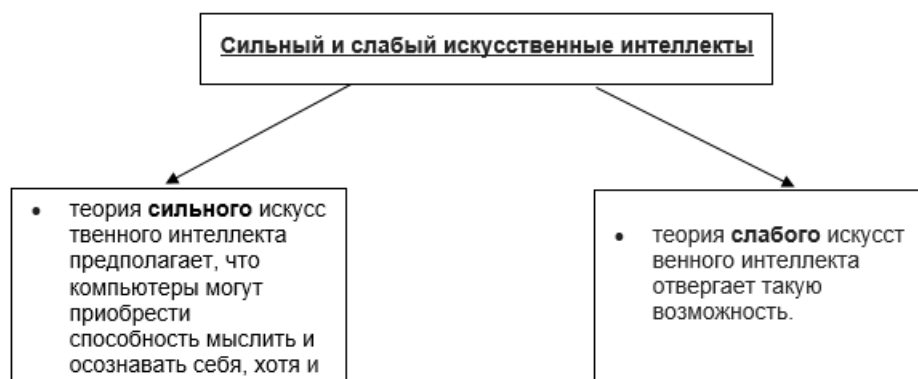 Сильный и слабый искусственные интеллекты
• теория сильного искусс
твенного интеллекта
предполагает, что
компьютеры могут
приобрести
способность мыслить и
осознавать себя, хотя и
• теория слабого искусст
венного интеллекта
отвергает такую
возможность.